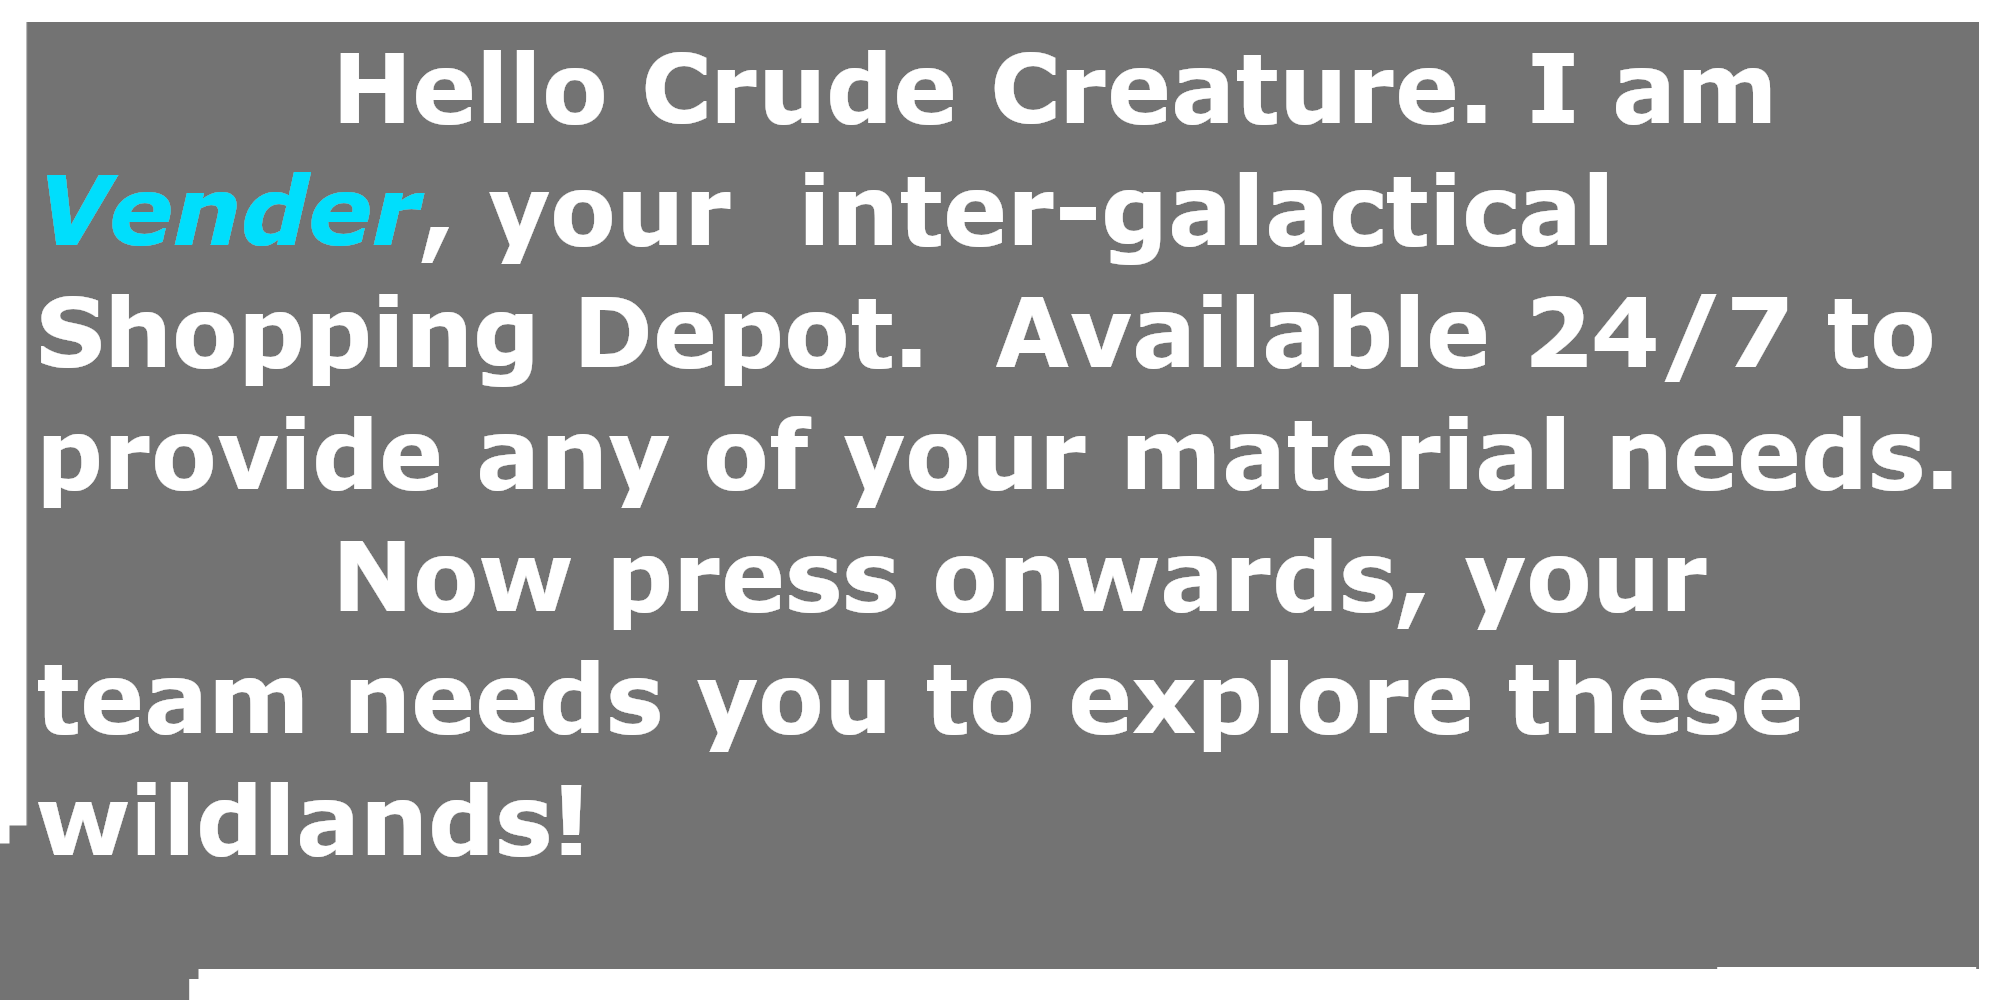 Hello Crude Creature. I am
Vender, your  inter-galactical
Shopping Depot.  Available 24/7 to
provide any of your material needs.
Now press onwards, your
team needs you to explore these
wildlands!